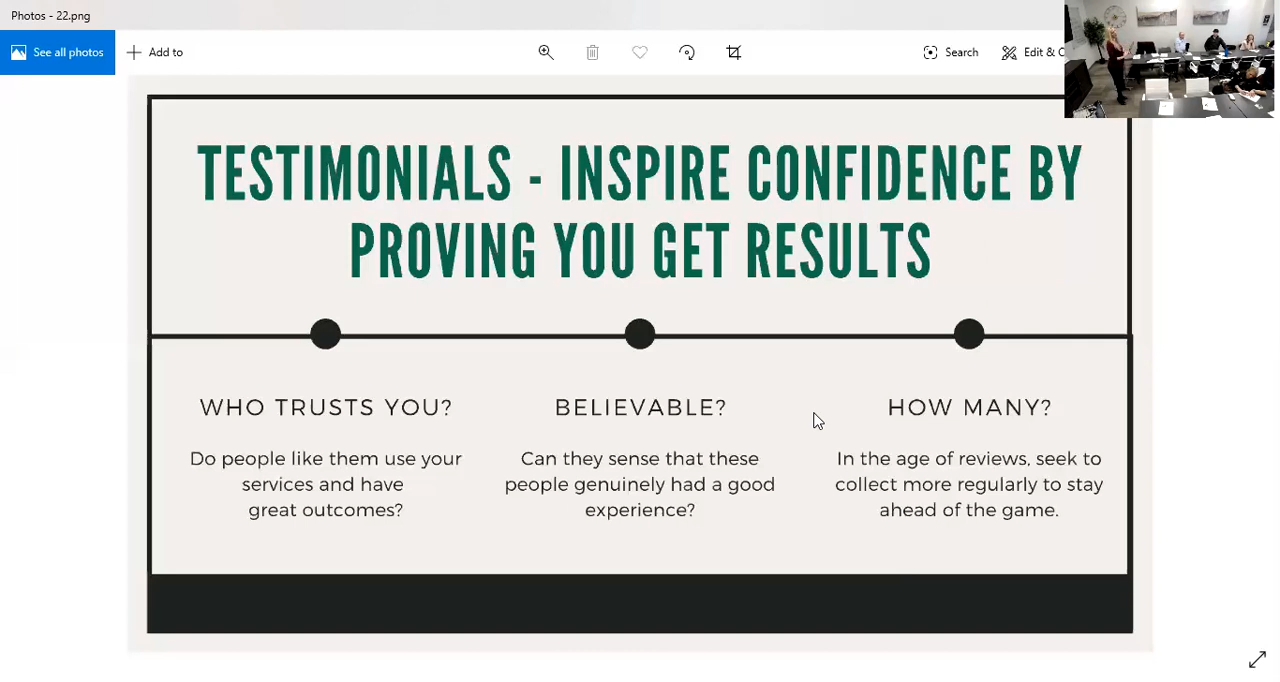 Photos - 22.png
See all photos
Add to
Search
Edit & C
TESTIMONIALS - INSPIRE CONFIDENCE BY
PROVING YOU GET RESULTS
WHO TRUSTS YOU?
Do people like them use your
services and have
great outcomes?
BELIEVABLE?
Can they sense that these
people genuinely had a good
experience?
HOW MANY?
In the age of reviews, seek to
collect more regularly to stay
ahead of the game.